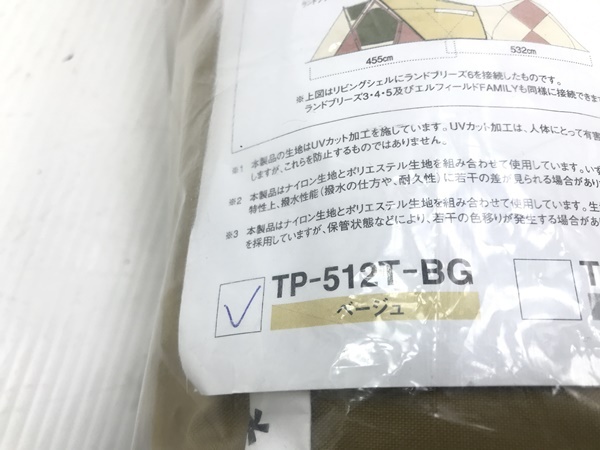 455cm
532cm
※上図はリビングシェルにランドブリーズ6を接続したものです。
ランドブリーズ3・4・5及びエルフィールドFAMILYも同様に接続できます
※1 本製品の生地はUVカット加工を施しています。UVカット加工は、人体にとって有害
しますが、これらを防止するものではありません。
※2 本製品はナイロン生地とポリエステル生地を組み合わせて使用しています。いず
特性上、撥水性能(撥水の仕方や、耐久性)に若干の差が見られる場合があり
※3 本製品はナイロン生地とポリエステル生地を組み合わせて使用しています。生
を採用していますが、保管状態などにより、若干の色移りが発生する場合があ
TP-512T-BG
ベージュ